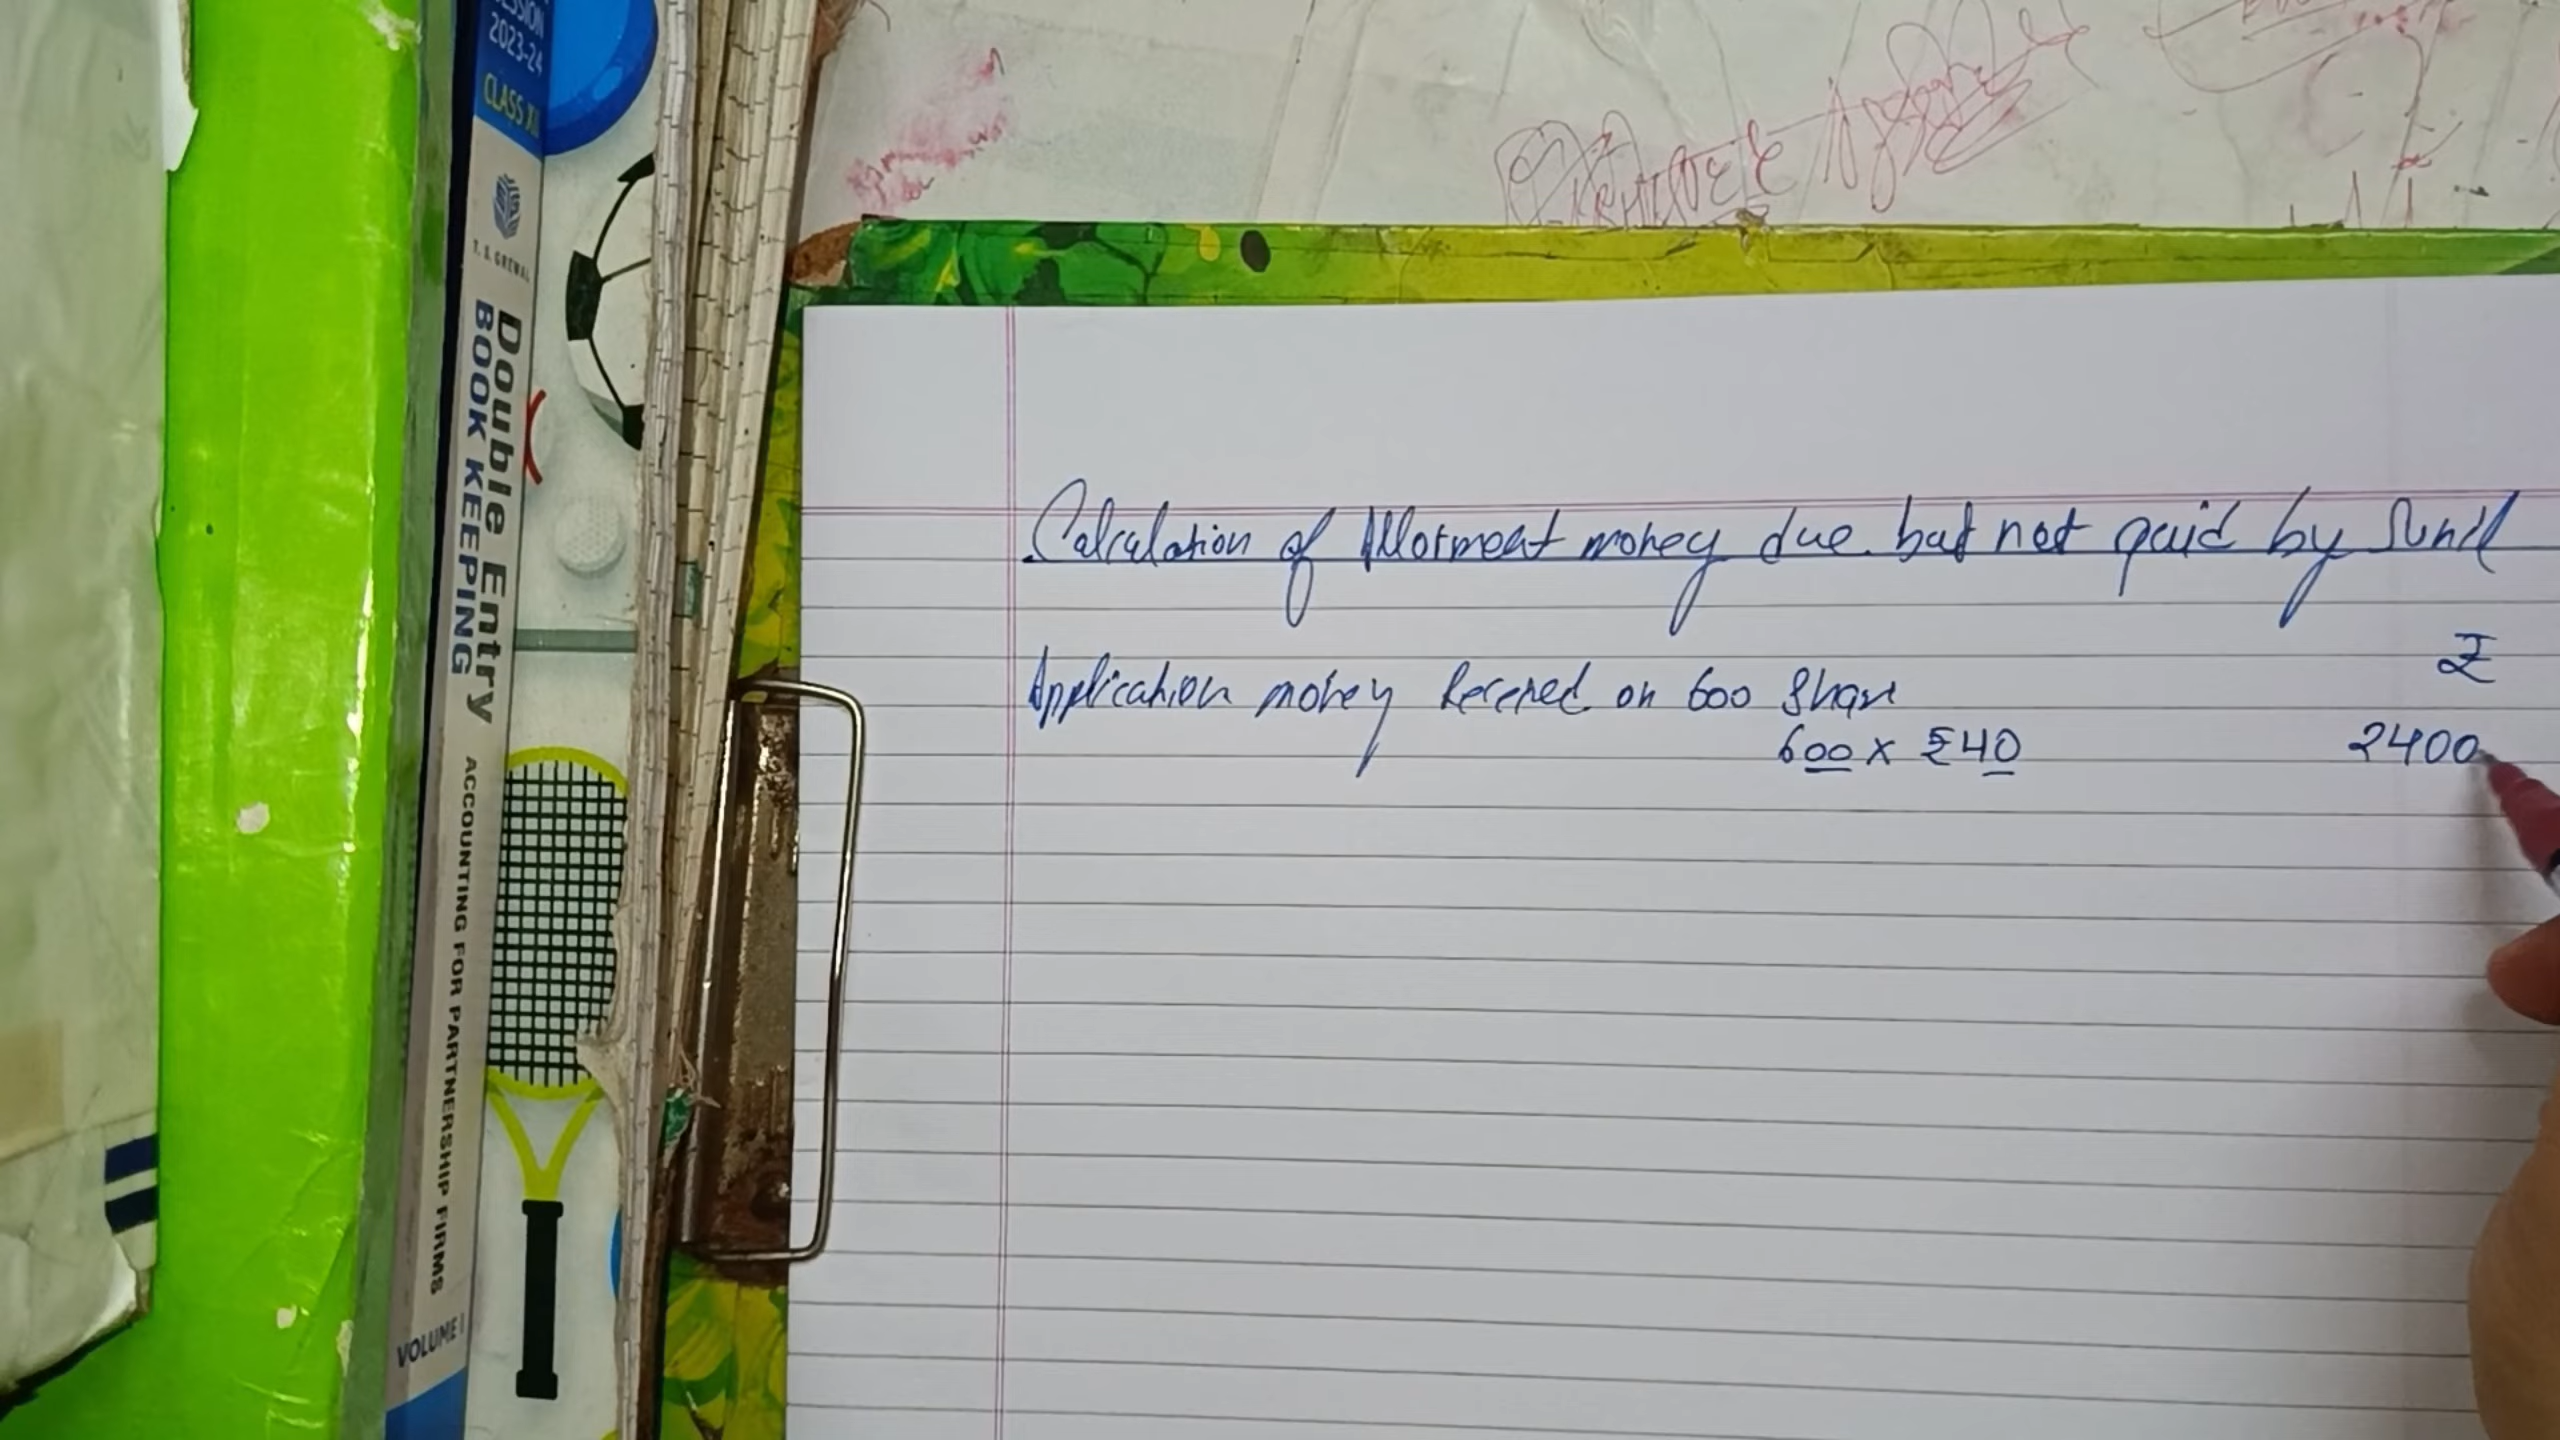 SESSION
2023-24
CLASS XII
T. S. GREWAL
Double Entry
BOOK KEEPING
ACCOUNTING FOR PARTNERSHIP FIRMS
VOLUME I
Calculation of Allotment money due but not paid by Sunil
₹
Application money Received on 600 Share
600 x ₹40 2400